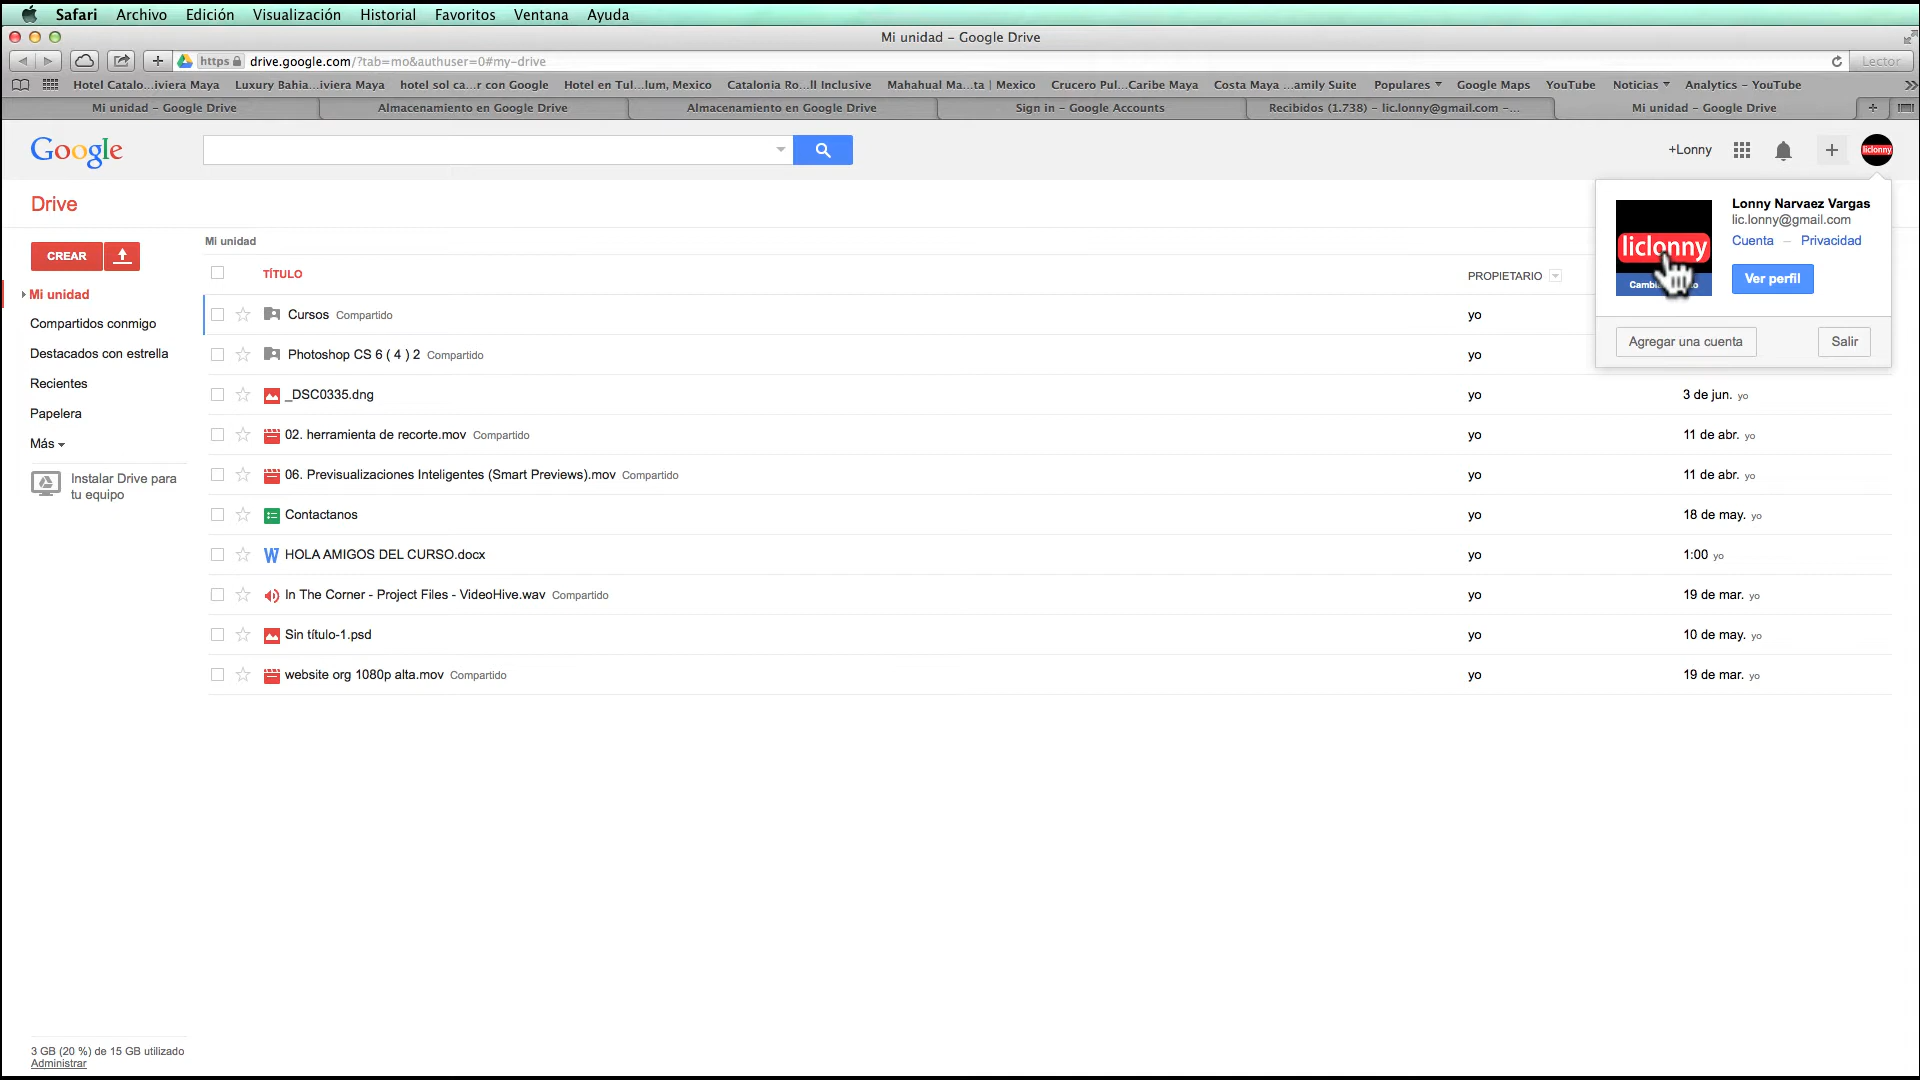 Safari Archivo Edición Visualización Historial Favoritos Ventana Ayuda
Mi unidad – Google Drive
https drive.google.com/?tab=mo&authuser=0#my-drive Lector
Hotel Catalo...iviera Maya Luxury Bahia...iviera Maya hotel sol ca...r con Google Hotel en Tul...lum, Mexico Catalonia Ro...ll Inclusive Mahahual Ma...ta | Mexico Crucero Pul...Caribe Maya Costa Maya ...amily Suite Populares Google Maps YouTube Noticias Analytics – YouTube
Mi unidad – Google Drive Almacenamiento en Google Drive Almacenamiento en Google Drive Sign in – Google Accounts Recibidos (1.738) – lic.lonny@gmail.com –... Mi unidad – Google Drive
Google +Lonny liclonny
Drive
Lonny Narvaez Vargas
lic.lonny@gmail.com
Cuenta – Privacidad
liclonny
Ver perfil
Agregar una cuenta Salir
CREAR
Mi unidad
Compartidos conmigo
Destacados con estrella
Recientes
Papelera
Más
Instalar Drive para
tu equipo
Mi unidad
TÍTULO PROPIETARIO
Cursos Compartido yo
Photoshop CS 6 ( 4 ) 2 Compartido yo
_DSC0335.dng yo 3 de jun. yo
02. herramienta de recorte.mov Compartido yo 11 de abr. yo
06. Previsualizaciones Inteligentes (Smart Previews).mov Compartido yo 11 de abr. yo
Contactanos yo 18 de may. yo
W HOLA AMIGOS DEL CURSO.docx yo 1:00 yo
In The Corner - Project Files - VideoHive.wav Compartido yo 19 de mar. yo
Sin título-1.psd yo 10 de may. yo
website org 1080p alta.mov Compartido yo 19 de mar. yo
3 GB (20 %) de 15 GB utilizado
Administrar